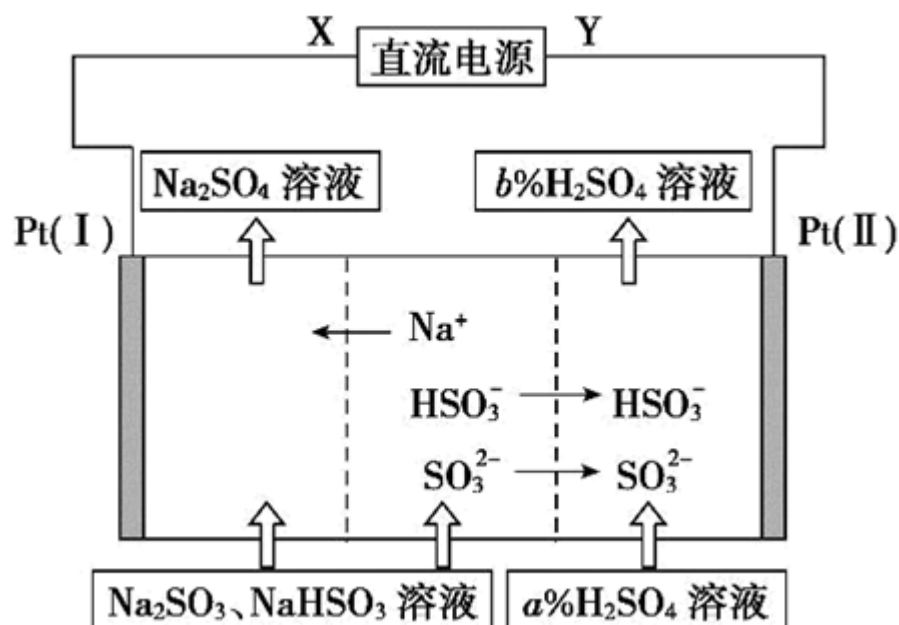 X 直流电源 Y
Na₂SO₄ 溶液 b%H₂SO₄ 溶液
Pt(Ⅰ) Pt(Ⅱ)
Na⁺
HSO₃⁻ HSO₃⁻
SO₃²⁻ SO₃²⁻
Na₂SO₃、NaHSO₃ 溶液 a%H₂SO₄ 溶液